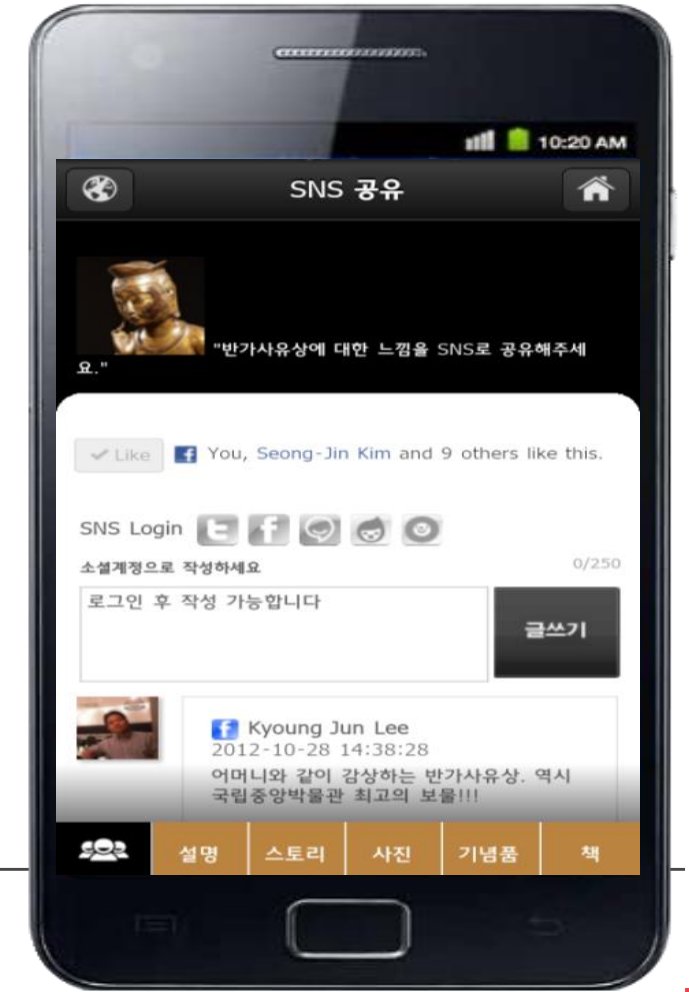 10:20 AM
SNS 공유
"반가사유상에 대한 느낌을 SNS로 공유해주세
요."
Like
You, Seong-Jin Kim and 9 others like this.
SNS Login
소셜계정으로 작성하세요
0/250
로그인 후 작성 가능합니다
글쓰기
Kyoung Jun Lee
2012-10-28 14:38:28
어머니와 같이 감상하는 반가사유상. 역시
국립중앙박물관 최고의 보물!!!
설명
스토리
사진
기념품
책